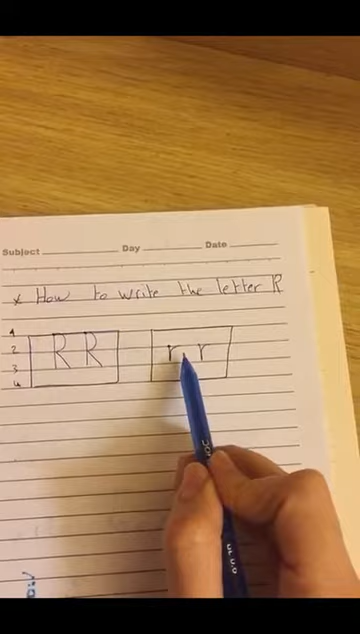 Subject Day Date
* How to write the letter R
1
2 R R r r
3
4